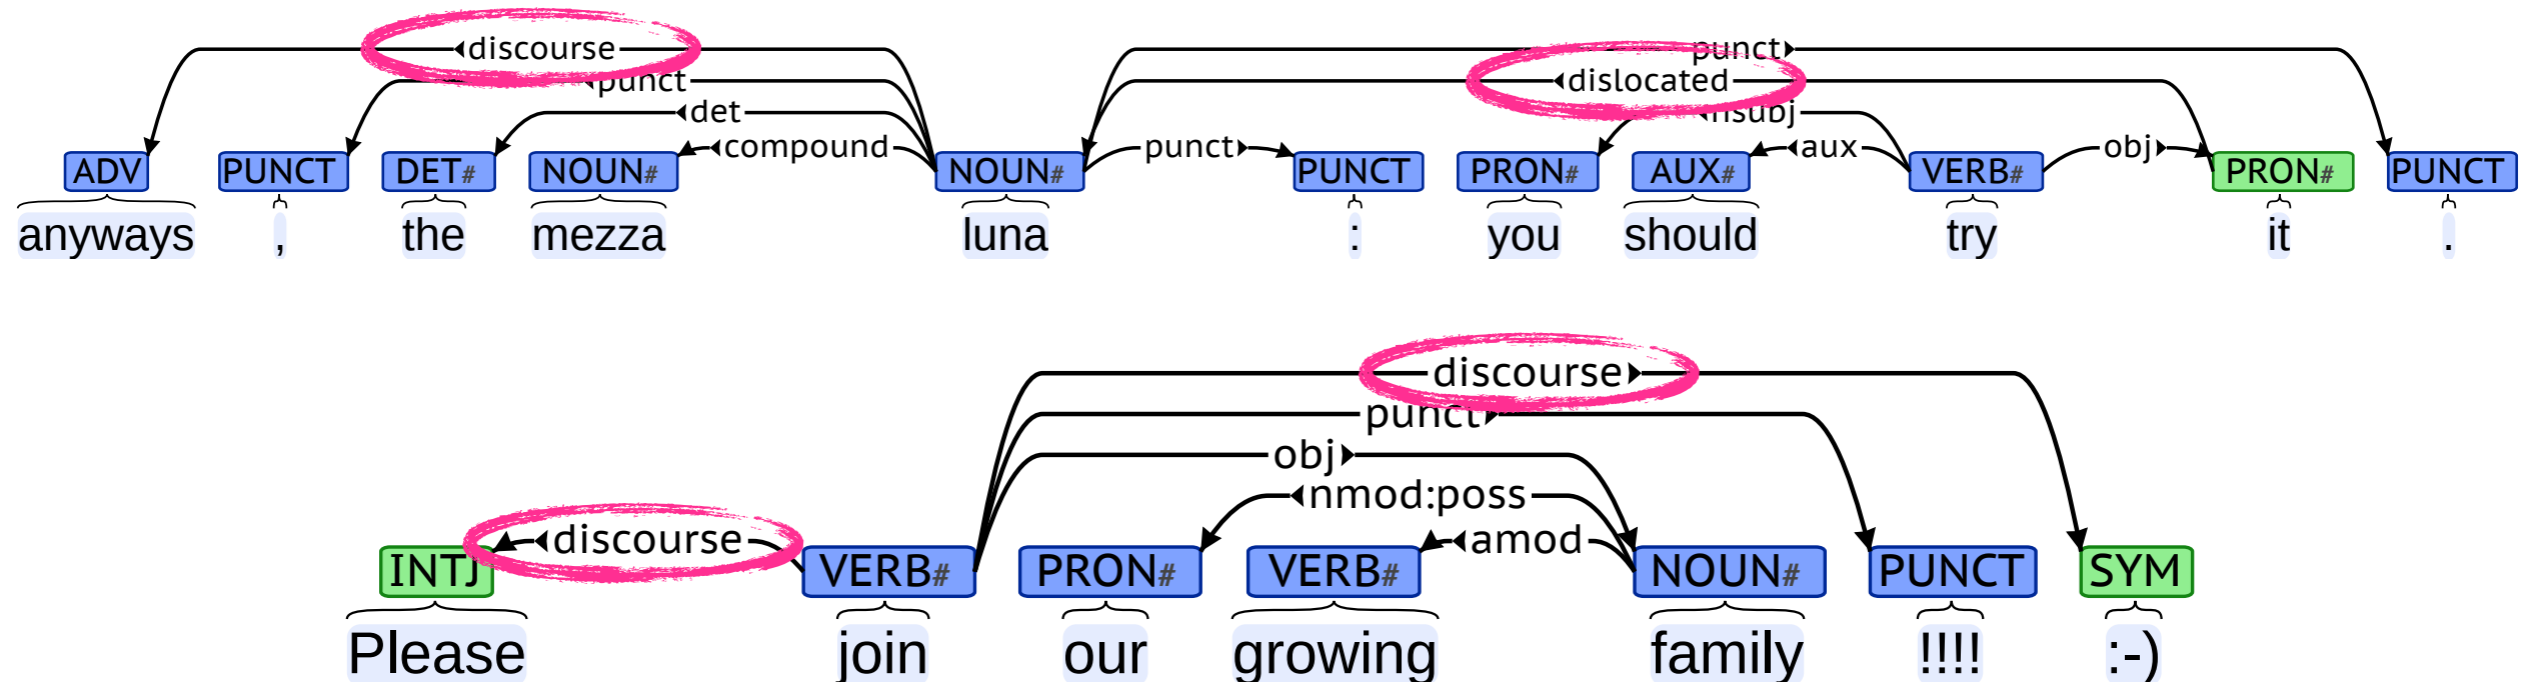 discourse punct
punct dislocated
det nsubj
compound punct aux obj
ADV PUNCT DET# NOUN# NOUN# PUNCT PRON# AUX# VERB# PRON# PUNCT
anyways , the mezza luna : you should try it .
discourse
punct
obj
nmod:poss
discourse amod
INTJ VERB# PRON# VERB# NOUN# PUNCT SYM
Please join our growing family !!!! :-)